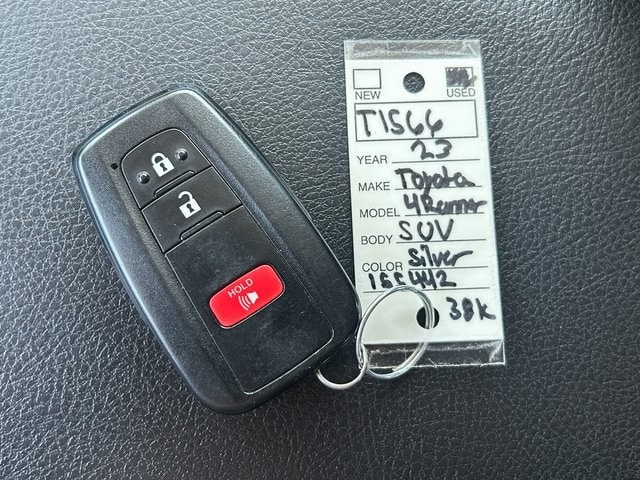 NEW USED
T1566
YEAR 23
MAKE Toyota
MODEL 4Runner
BODY SUV
COLOR Silver
38k
HOLD